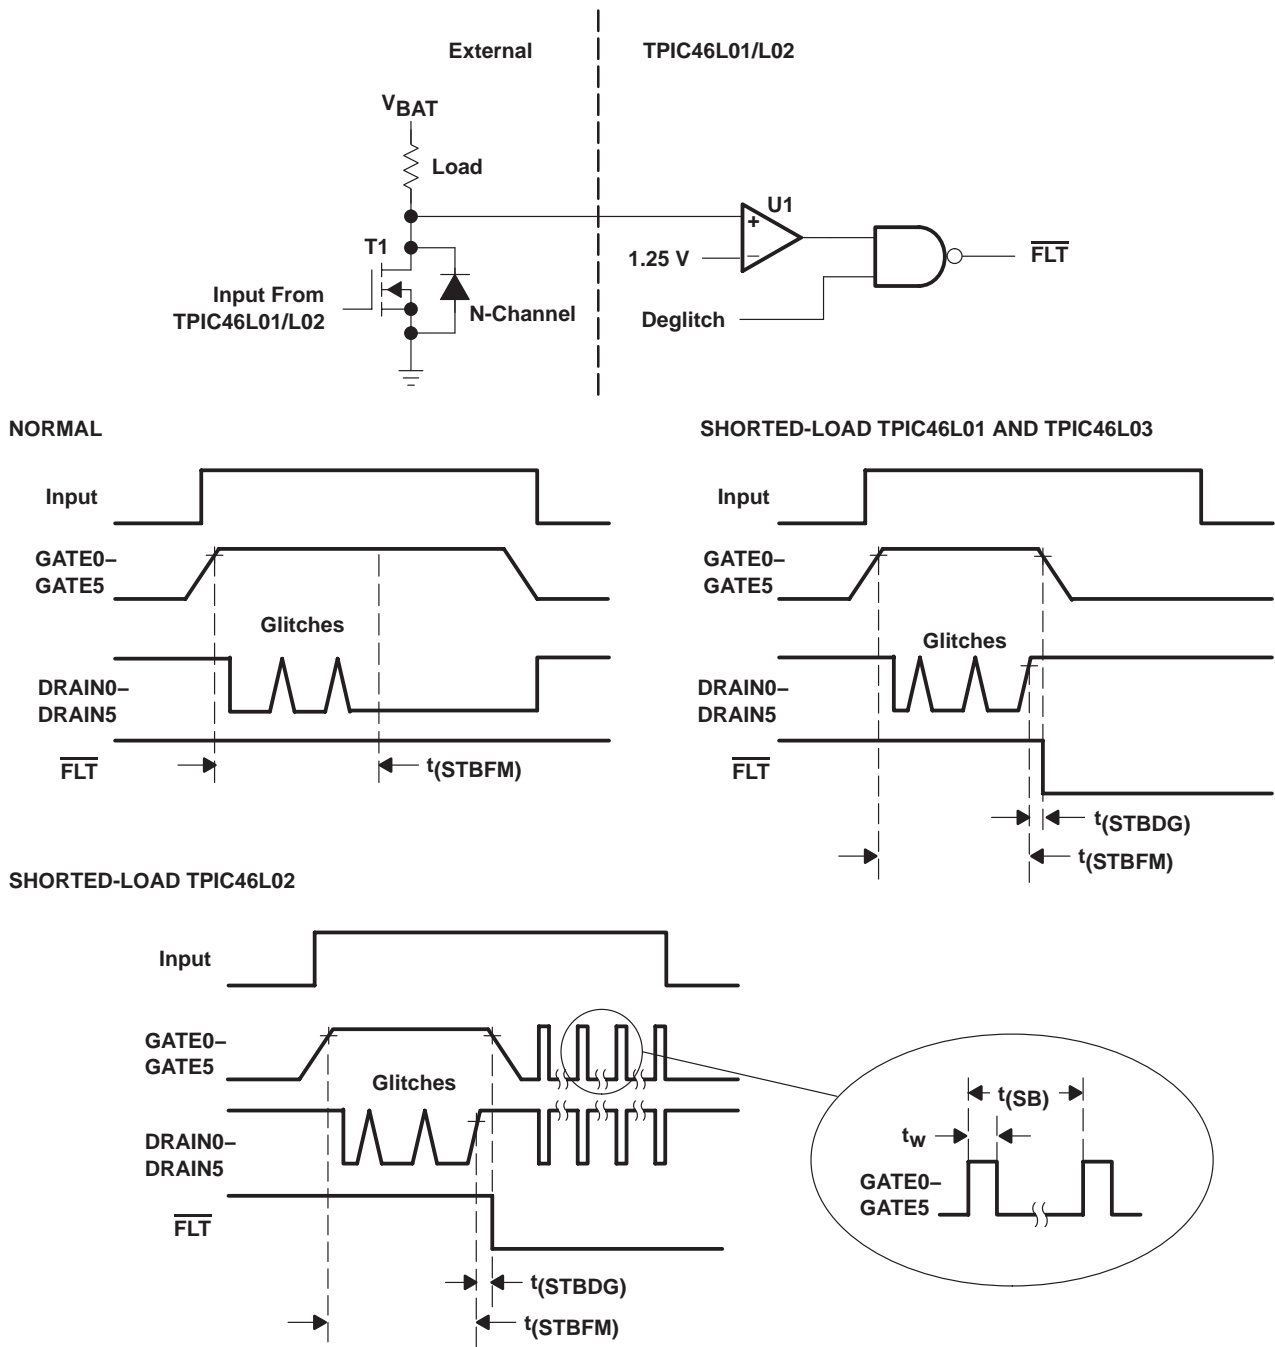 External
TPIC46L01/L02
VBAT
Load
U1
+
–
T1
1.25 V
FLT
Input From
TPIC46L01/L02
N-Channel
Deglitch
NORMAL
Input
GATE0–
GATE5
Glitches
DRAIN0–
DRAIN5
FLT
t(STBFM)
SHORTED-LOAD TPIC46L01 AND TPIC46L03
Input
GATE0–
GATE5
Glitches
DRAIN0–
DRAIN5
FLT
t(STBDG)
t(STBFM)
SHORTED-LOAD TPIC46L02
Input
GATE0–
GATE5
Glitches
DRAIN0–
DRAIN5
FLT
t(STBDG)
t(STBFM)
t(SB)
tw
GATE0–
GATE5